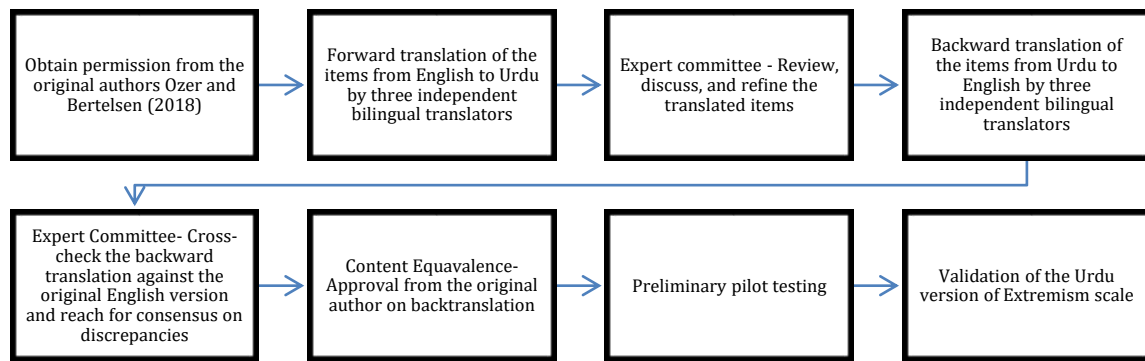 Obtain permission from the
original authors Ozer and
Bertelsen (2018)
Forward translation of the
items from English to Urdu
by three independent
bilingual translators
Expert committee - Review,
discuss, and refine the
translated items
Backward translation of
the items from Urdu to
English by three
independent bilingual
translators
Expert Committee- Cross-
check the backward
translation against the
original English version
and reach for consensus on
discrepancies
Content Equavalence-
Approval from the original
author on backtranslation
Preliminary pilot testing
Validation of the Urdu
version of Extremism scale